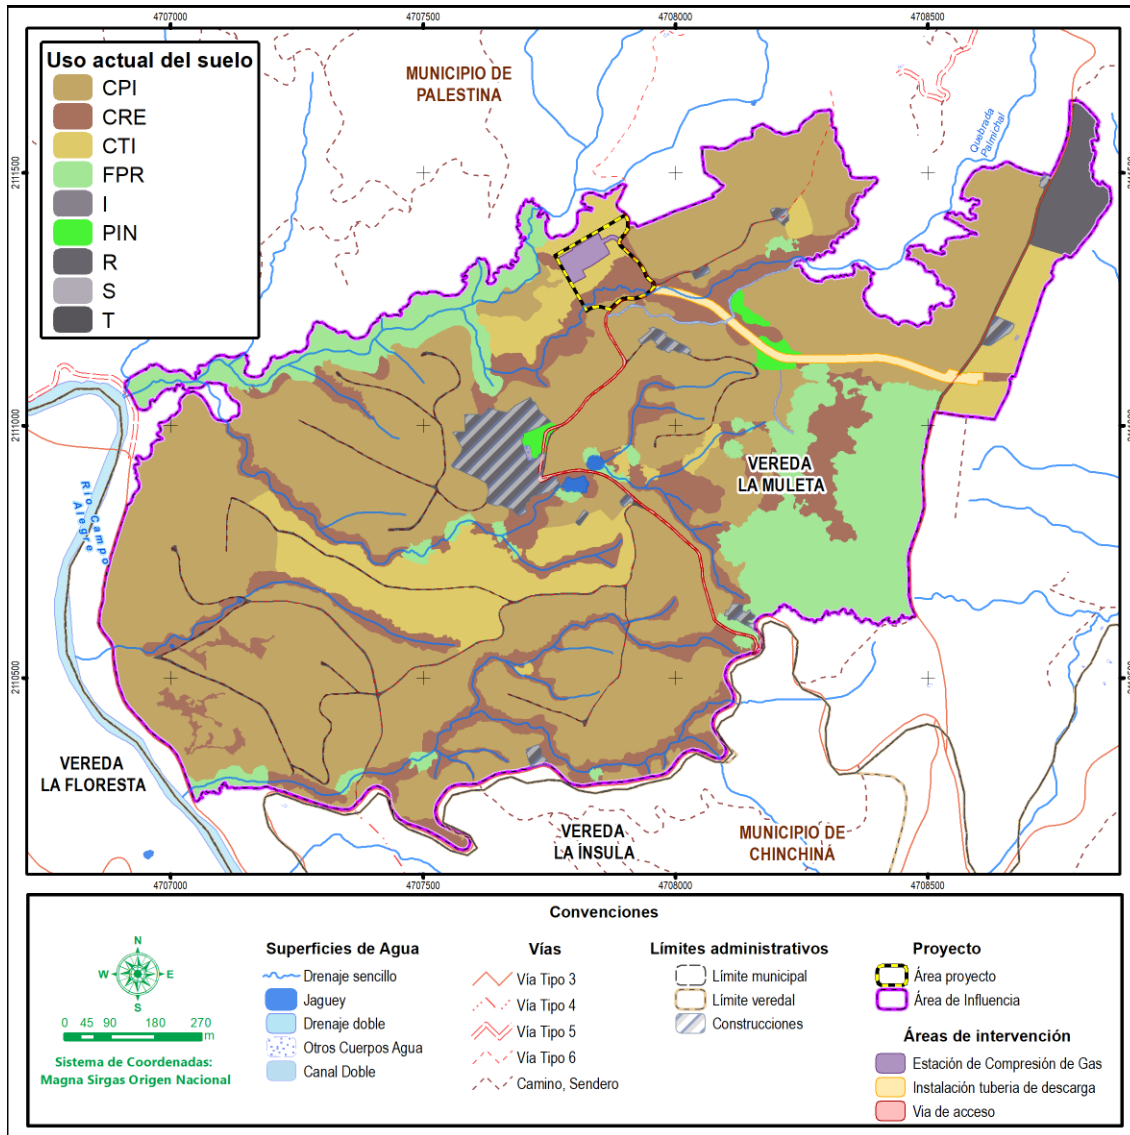 4707000
4707500
4708000
4708500
Uso actual del suelo
CPI
CRE
CTI
FPR
I
PIN
R
S
T
MUNICIPIO DE
PALESTINA
Quebrada
Palmichal
2111500
2111000
2110500
Río Campo
Alegre
VEREDA
LA MULETA
VEREDA
LA FLORESTA
VEREDA
LA ÍNSULA
MUNICIPIO DE
CHINCHINÁ
4707000
4707500
4708000
4708500
Convenciones
N
W
E
S
0 45 90 180 270
m
Sistema de Coordenadas:
Magna Sirgas Origen Nacional
Superficies de Agua
Drenaje sencillo
Jaguey
Drenaje doble
Otros Cuerpos Agua
Canal Doble
Vías
Vía Tipo 3
Vía Tipo 4
Vía Tipo 5
Vía Tipo 6
Camino, Sendero
Límites administrativos
Límite municipal
Límite veredal
Construcciones
Proyecto
Área proyecto
Área de Influencia
Áreas de intervención
Estación de Compresión de Gas
Instalación tuberia de descarga
Via de acceso